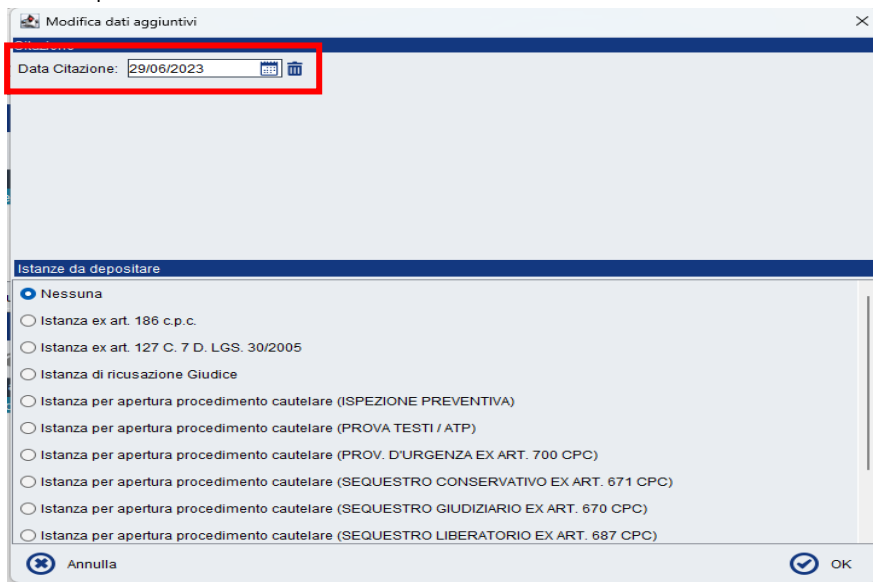 Modifica dati aggiuntivi
Citazione
Data Citazione: 29/06/2023
Istanze da depositare
Nessuna
Istanza ex art. 186 c.p.c.
Istanza ex art. 127 C. 7 D. LGS. 30/2005
Istanza di ricusazione Giudice
Istanza per apertura procedimento cautelare (ISPEZIONE PREVENTIVA)
Istanza per apertura procedimento cautelare (PROVA TESTI / ATP)
Istanza per apertura procedimento cautelare (PROV. D'URGENZA EX ART. 700 CPC)
Istanza per apertura procedimento cautelare (SEQUESTRO CONSERVATIVO EX ART. 671 CPC)
Istanza per apertura procedimento cautelare (SEQUESTRO GIUDIZIARIO EX ART. 670 CPC)
Istanza per apertura procedimento cautelare (SEQUESTRO LIBERATORIO EX ART. 687 CPC)
Annulla OK